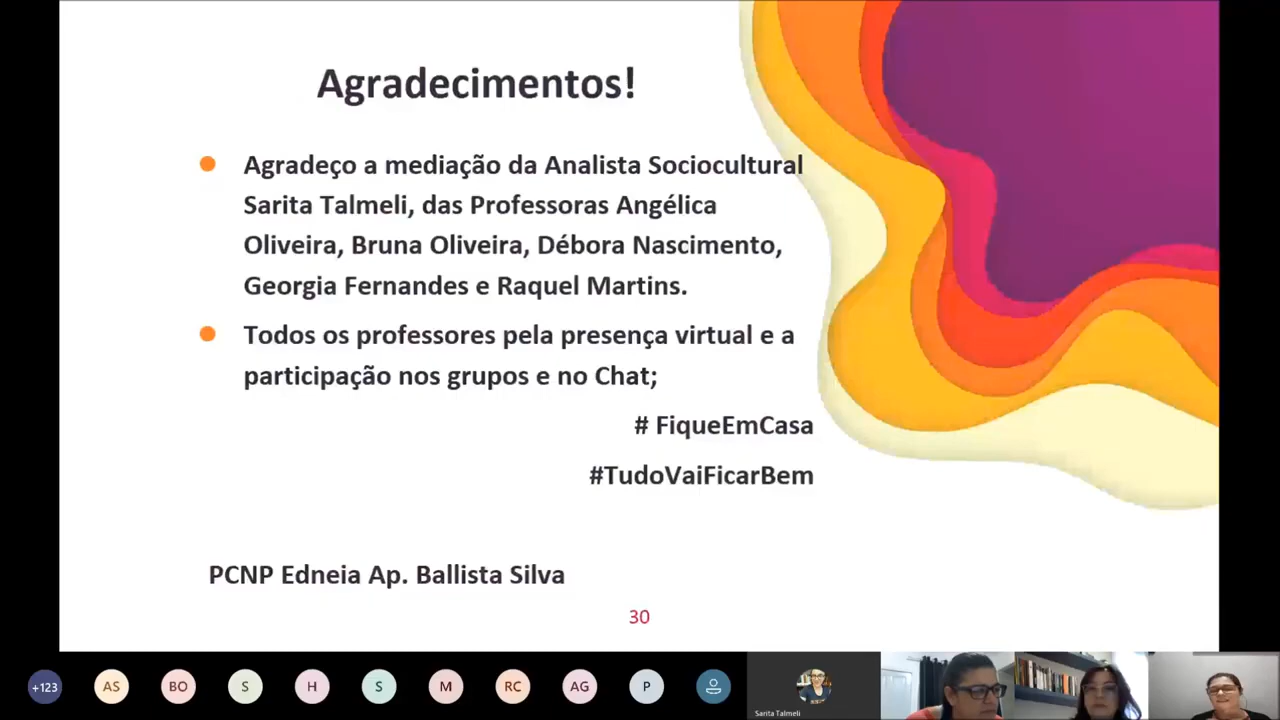 Agradecimentos!
Agradeço a mediação da Analista Sociocultural
Sarita Talmeli, das Professoras Angélica
Oliveira, Bruna Oliveira, Débora Nascimento,
Georgia Fernandes e Raquel Martins.
Todos os professores pela presença virtual e a
participação nos grupos e no Chat;
# FiqueEmCasa
#TudoVaiFicarBem
PCNP Edneia Ap. Ballista Silva
30
+123 AS BO S H S M RC AG P
Sarita Talmeli